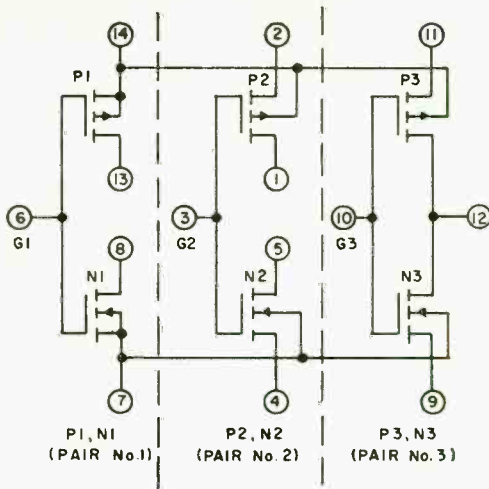 14 2 11
P1 P2 P3
13 1
6 3 10 12
G1 G2 G3
8 5
N1 N2 N3
7 4 9
P1, N1 P2, N2 P3, N3
(PAIR No.1) (PAIR No. 2) (PAIR No. 3)